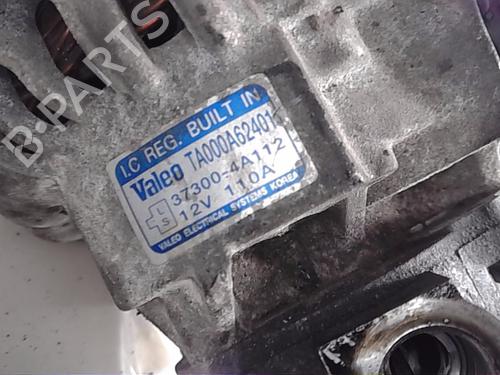 B-PARTS
I.C REG. BUILT IN
Valeo TA000A62401
37300-4A112
L S 12V 110A
VALEO ELECTRICAL SYSTEMS KOREA